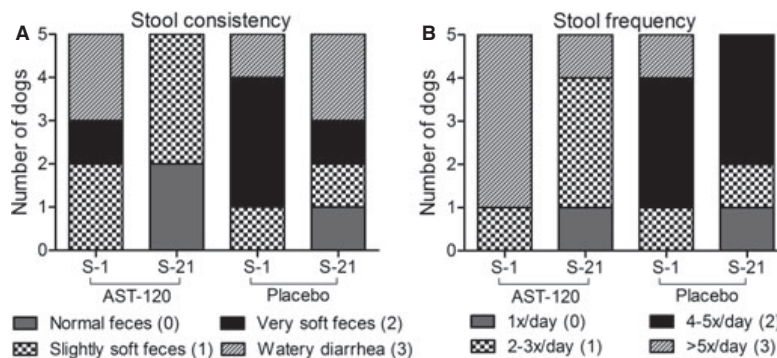 A
Stool consistency
Number of dogs
5
4
3
2
1
0
S-1
S-21
S-1
S-21
AST-120
Placebo
Normal feces (0)
Very soft feces (2)
Slightly soft feces (1)
Watery diarrhea (3)
B
Stool frequency
Number of dogs
5
4
3
2
1
0
S-1
S-21
S-1
S-21
AST-120
Placebo
1x/day (0)
4-5x/day (2)
2-3x/day (1)
>5x/day (3)